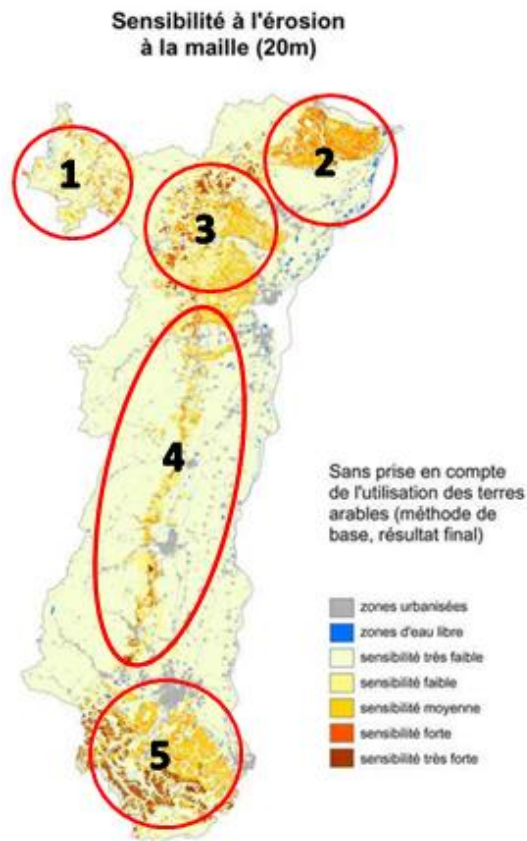 Sensibilité à l'érosion
à la maille (20m)
1
2
3
4
5
Sans prise en compte
de l'utilisation des terres
arables (méthode de
base, résultat final)
zones urbanisées
zones d'eau libre
sensibilité très faible
sensibilité faible
sensibilité moyenne
sensibilité forte
sensibilité très forte